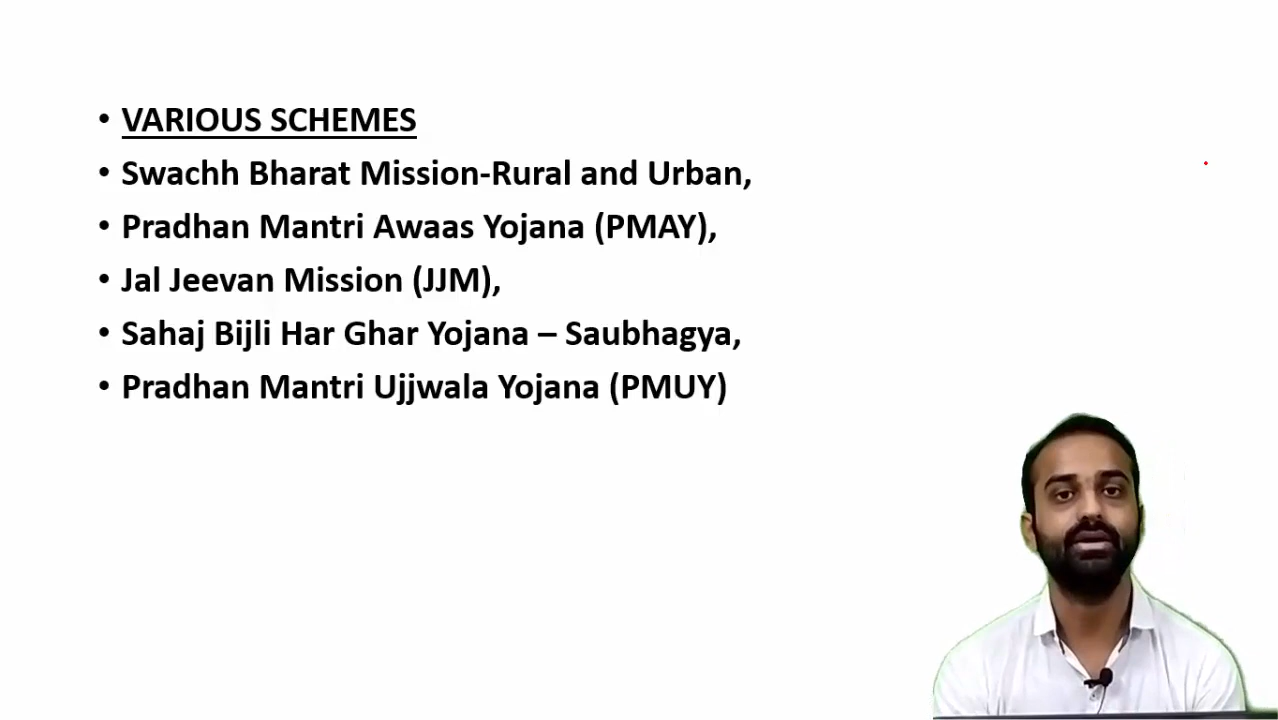 • VARIOUS SCHEMES
• Swachh Bharat Mission-Rural and Urban,
• Pradhan Mantri Awaas Yojana (PMAY),
• Jal Jeevan Mission (JJM),
• Sahaj Bijli Har Ghar Yojana – Saubhagya,
• Pradhan Mantri Ujjwala Yojana (PMUY)